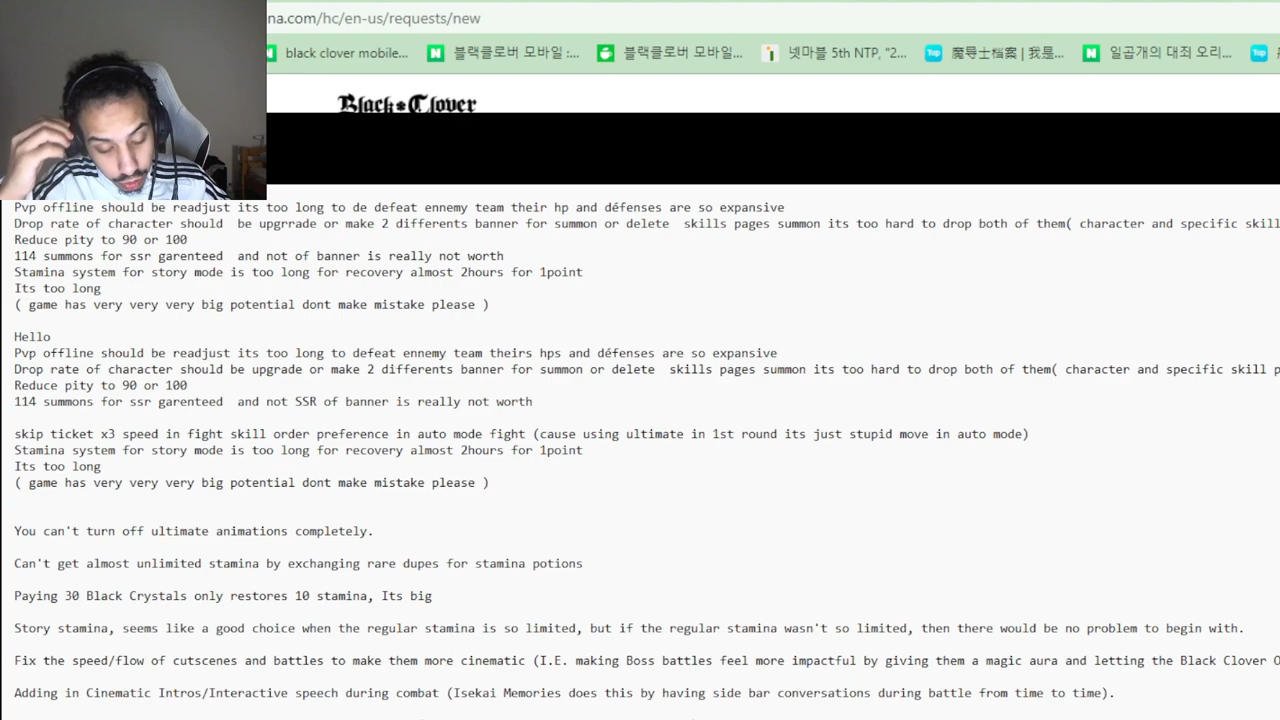 na.com/hc/en-us/requests/new
black clover mobile... 블랙클로버 모바일 :... 블랙클로버 모바일... 넷마블 5th NTP, "2... 魔导士档案 | 我是... 일곱개의 대죄 오리...
Black Clover
Pvp offline should be readjust its too long to de defeat ennemy team their hp and défenses are so expansive
Drop rate of character should  be upgrrade or make 2 differents banner for summon or delete  skills pages summon its too hard to drop both of them( character and specific skill
Reduce pity to 90 or 100
114 summons for ssr garenteed  and not of banner is really not worth
Stamina system for story mode is too long for recovery almost 2hours for 1point
Its too long
( game has very very very big potential dont make mistake please )
Hello
Pvp offline should be readjust its too long to defeat ennemy team theirs hps and défenses are so expansive
Drop rate of character should be upgrade or make 2 differents banner for summon or delete  skills pages summon its too hard to drop both of them( character and specific skill p
Reduce pity to 90 or 100
114 summons for ssr garenteed  and not SSR of banner is really not worth
skip ticket x3 speed in fight skill order preference in auto mode fight (cause using ultimate in 1st round its just stupid move in auto mode)
Stamina system for story mode is too long for recovery almost 2hours for 1point
Its too long
( game has very very very big potential dont make mistake please )
You can't turn off ultimate animations completely.
Can't get almost unlimited stamina by exchanging rare dupes for stamina potions
Paying 30 Black Crystals only restores 10 stamina, Its big
Story stamina, seems like a good choice when the regular stamina is so limited, but if the regular stamina wasn't so limited, then there would be no problem to begin with.
Fix the speed/flow of cutscenes and battles to make them more cinematic (I.E. making Boss battles feel more impactful by giving them a magic aura and letting the Black Clover O
Adding in Cinematic Intros/Interactive speech during combat (Isekai Memories does this by having side bar conversations during battle from time to time).